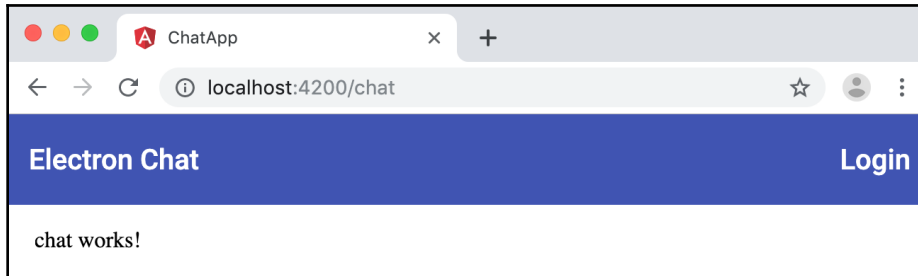 ChatApp
localhost:4200/chat
Electron Chat Login
chat works!